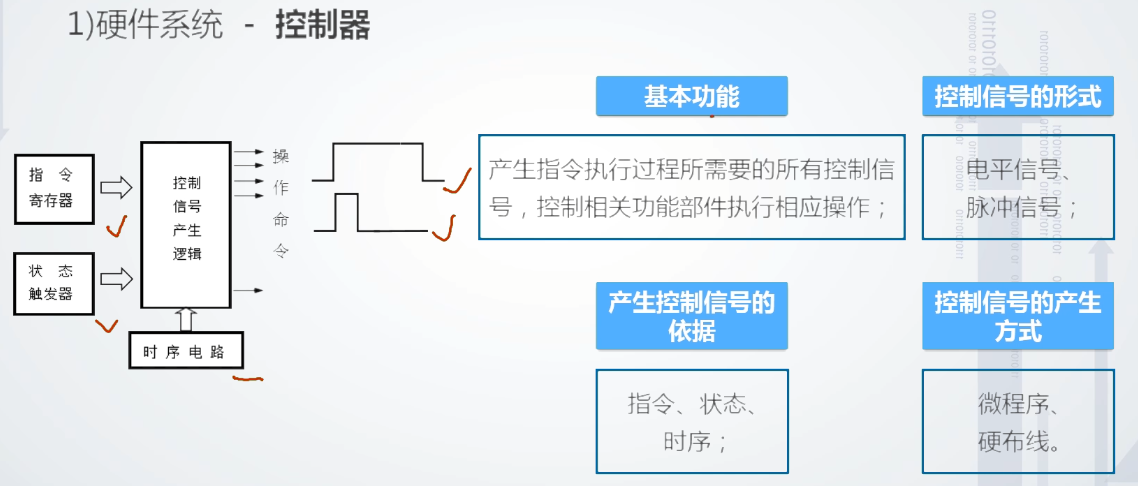 1)硬件系统 - 控制器
基本功能
控制信号的形式
产生指令执行过程所需要的所有控制信
号，控制相关功能部件执行相应操作；
电平信号、
脉冲信号；
指 令
寄存器
状 态
触发器
控制
信号
产生
逻辑
操
作
命
令
时 序 电 路
产生控制信号的
依据
控制信号的产生
方式
指令、状态、
时序；
微程序、
硬布线。